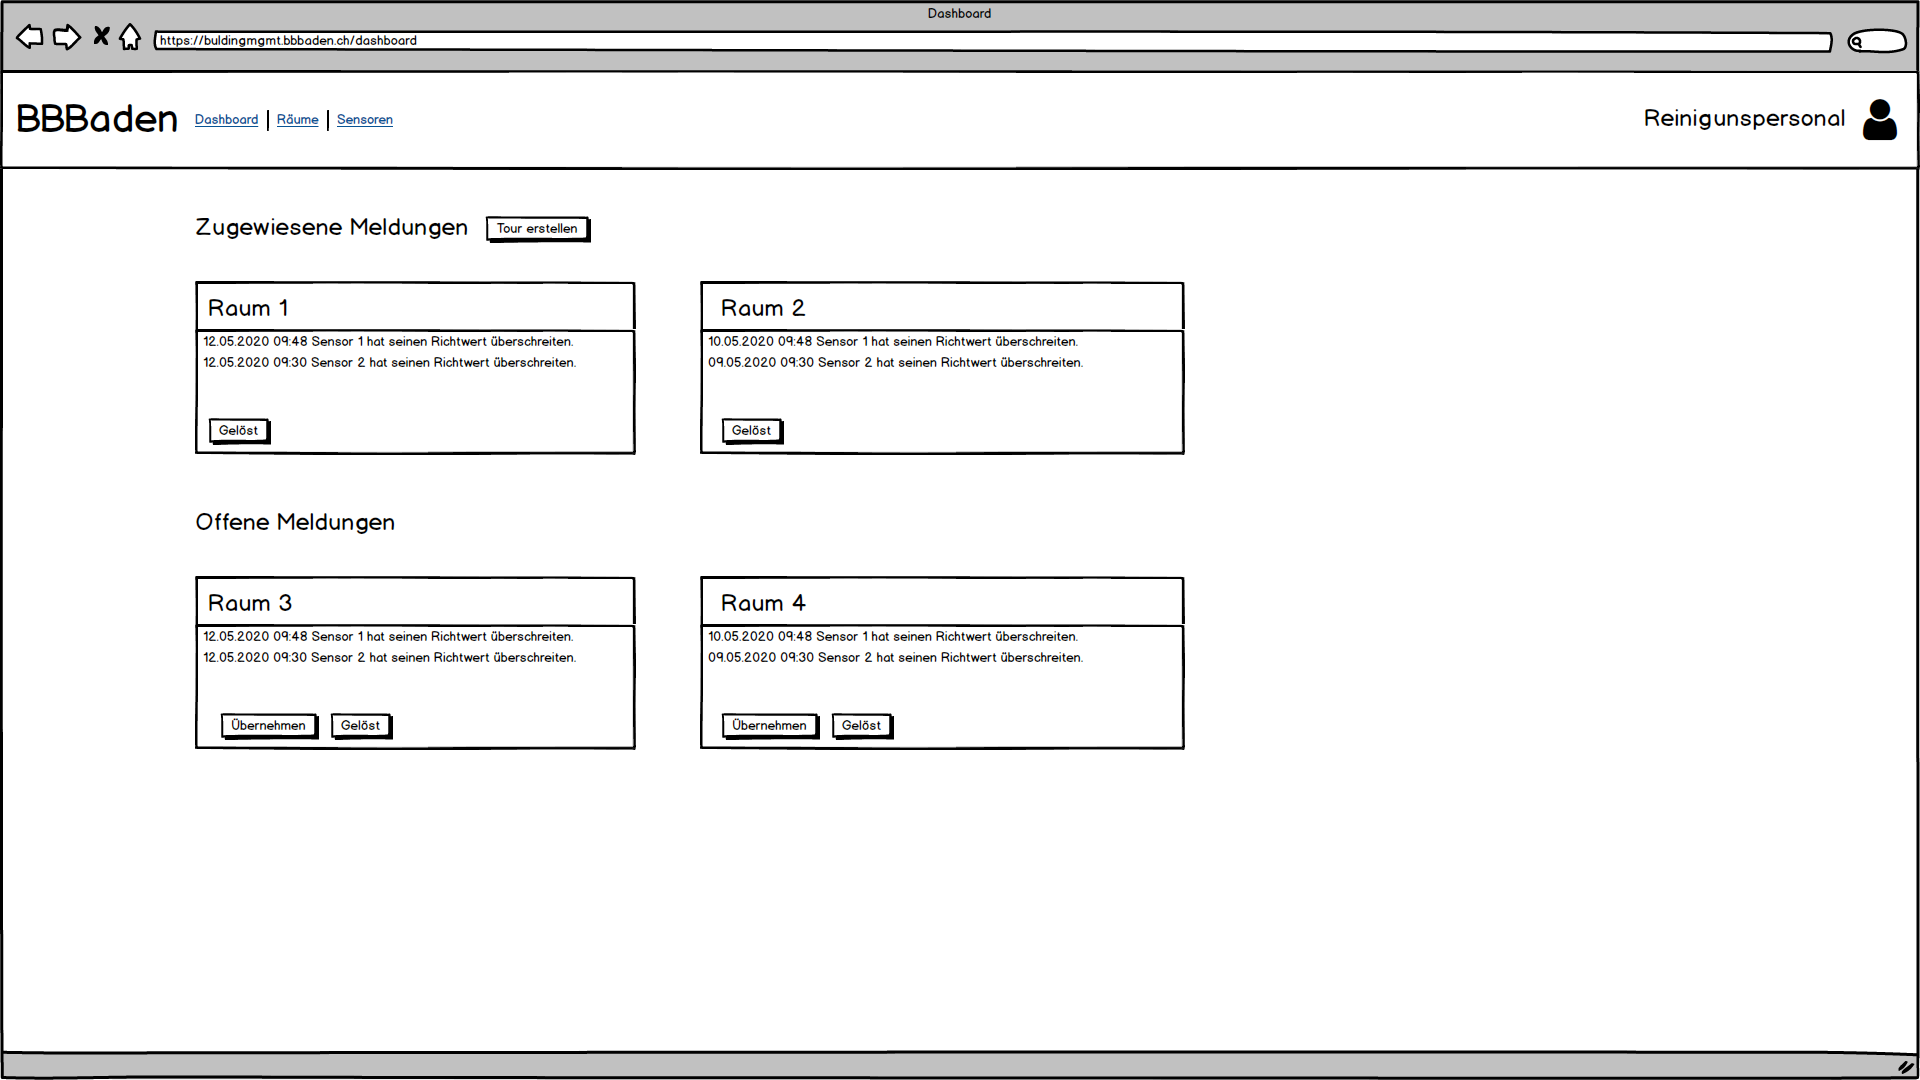 Dashboard
https://buldingmgmt.bbbaden.ch/dashboard
BBBaden Dashboard Räume Sensoren Reinigunspersonal
Zugewiesene Meldungen Tour erstellen
Raum 1
12.05.2020 09:48 Sensor 1 hat seinen Richtwert überschreiten.
12.05.2020 09:30 Sensor 2 hat seinen Richtwert überschreiten.
Gelöst
Raum 2
10.05.2020 09:48 Sensor 1 hat seinen Richtwert überschreiten.
09.05.2020 09:30 Sensor 2 hat seinen Richtwert überschreiten.
Gelöst
Offene Meldungen
Raum 3
12.05.2020 09:48 Sensor 1 hat seinen Richtwert überschreiten.
12.05.2020 09:30 Sensor 2 hat seinen Richtwert überschreiten.
Übernehmen Gelöst
Raum 4
10.05.2020 09:48 Sensor 1 hat seinen Richtwert überschreiten.
09.05.2020 09:30 Sensor 2 hat seinen Richtwert überschreiten.
Übernehmen Gelöst